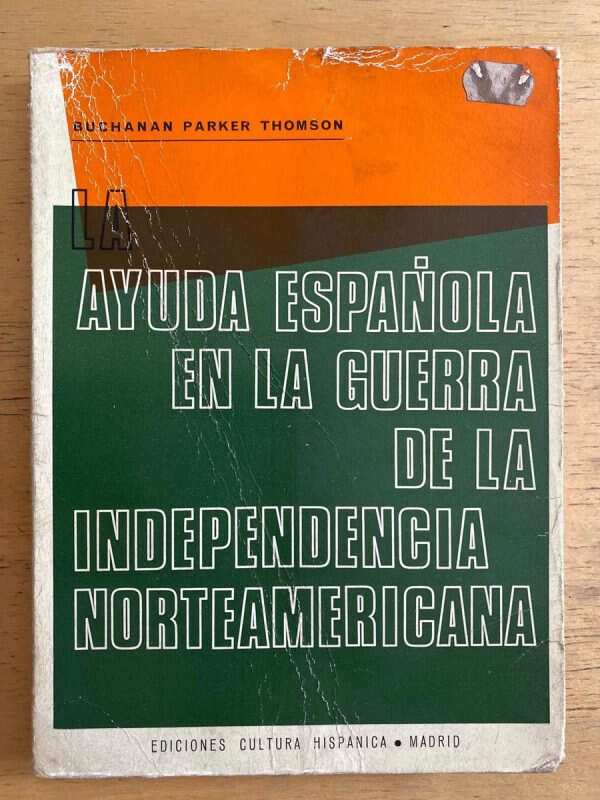 BUCHANAN PARKER THOMSON
LA
AYUDA ESPAÑOLA
EN LA GUERRA
DE LA
INDEPENDENCIA
NORTEAMERICANA
EDICIONES CULTURA HISPANICA • MADRID